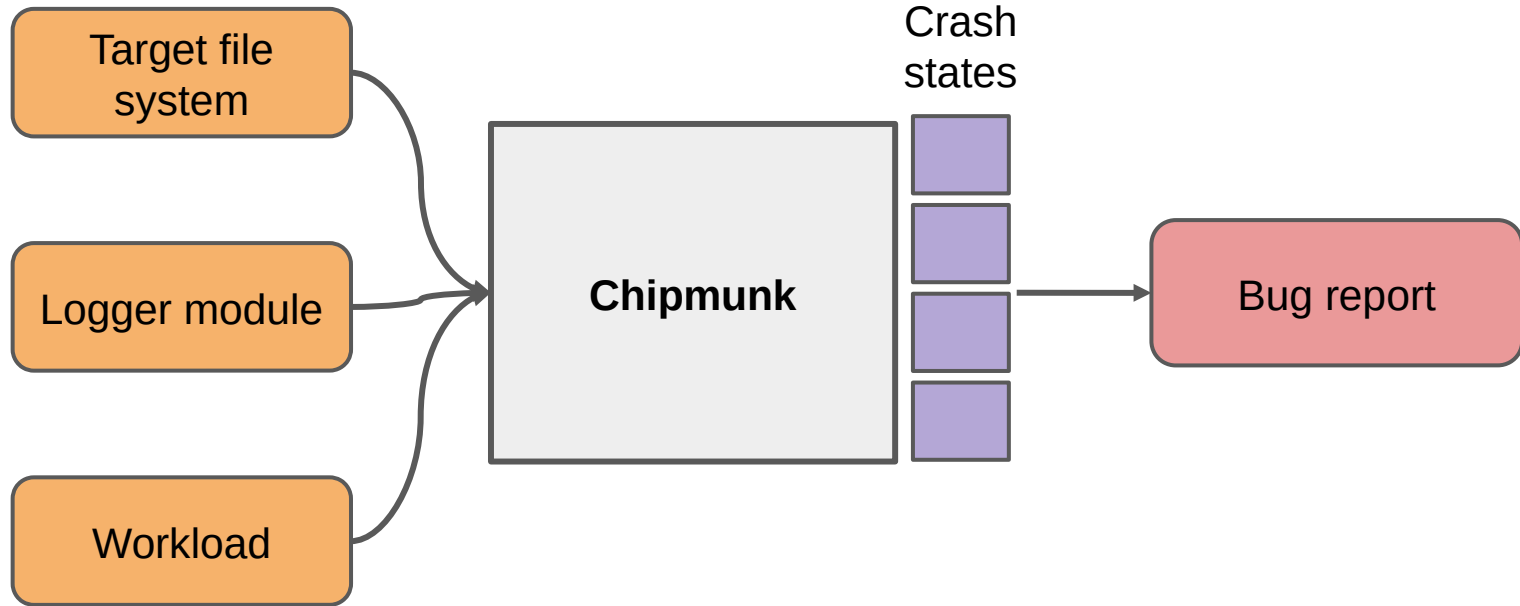 Target file
system
Logger module
Workload
Chipmunk
Crash
states
Bug report